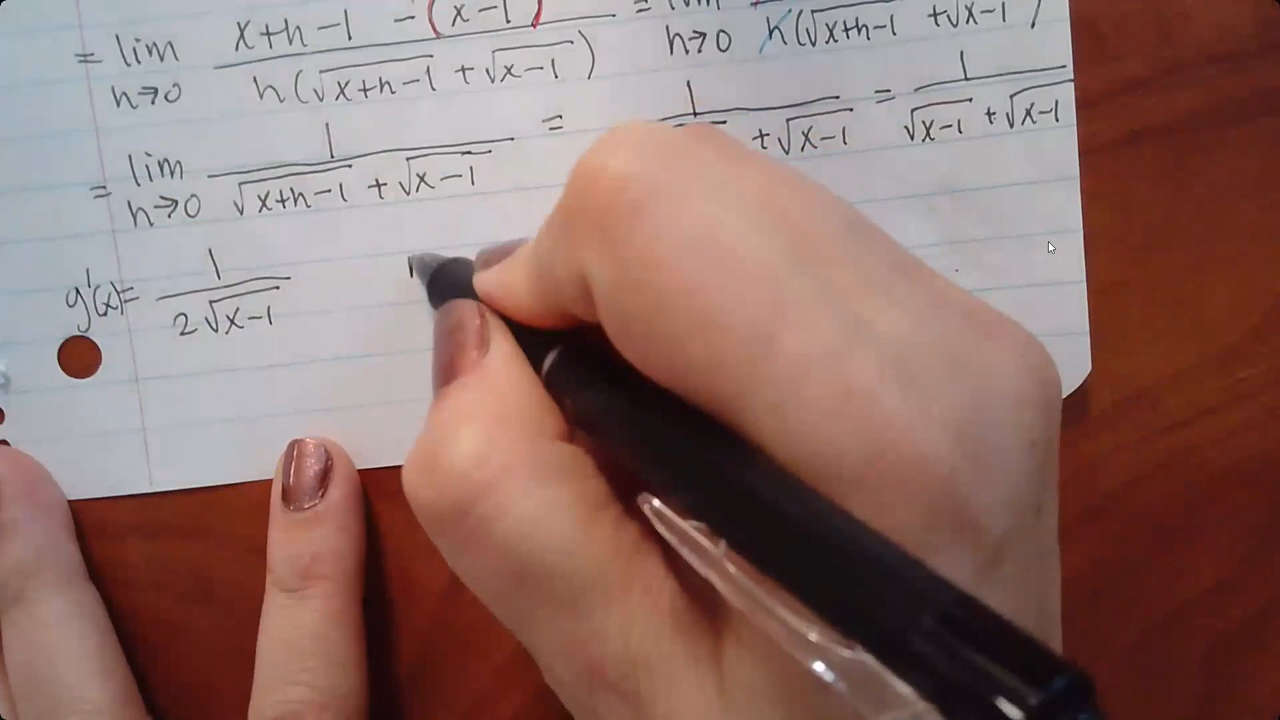 = lim x+h-1 - (x-1) =
h→0 h(√x+h-1 + √x-1) h→0 h(√x+h-1 + √x-1)
= lim 1 = 1 = 1
h→0 √x+h-1 + √x-1 + √x-1 √x-1 + √x-1
g'(x)= 1
2√x-1